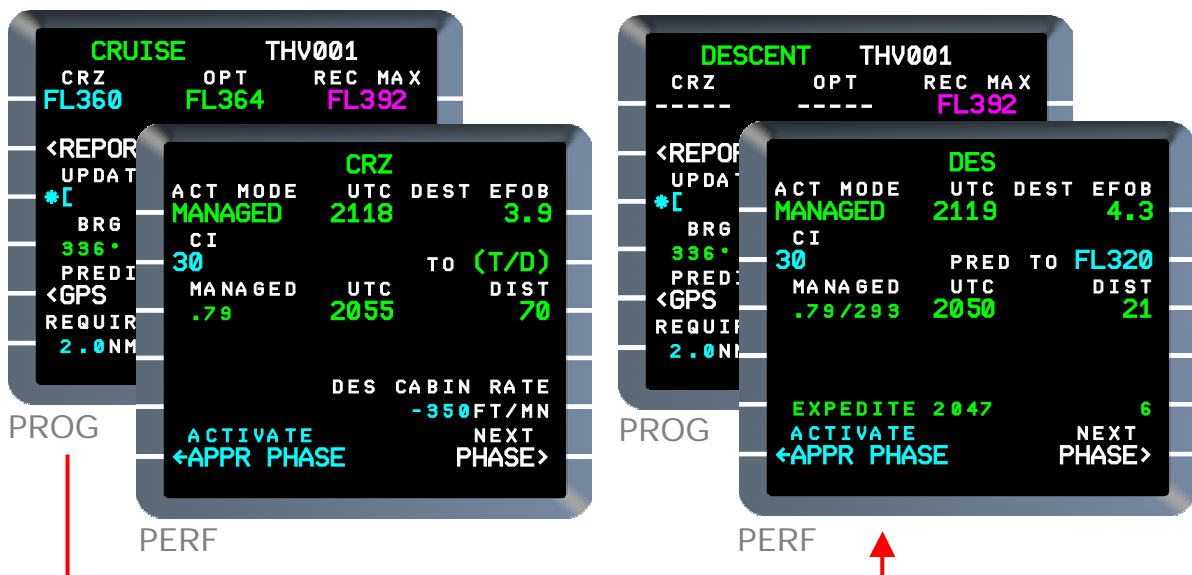 CRUISE THV001
CRZ OPT REC MAX
FL360 FL364 FL392
<REPOR
UPDAT
*[
BRG
336°
PREDI
<GPS
REQUIR
2.0NM
PROG
CRZ
ACT MODE UTC DEST EFOB
MANAGED 2118 3.9
CI
30 TO (T/D)
MANAGED UTC DIST
.79 2055 70
DES CABIN RATE
-350FT/MN
ACTIVATE NEXT
←APPR PHASE PHASE>
PERF
DESCENT THV001
CRZ OPT REC MAX
----- ----- FL392
<REPO
UPDA
*[
BRG
336°
PREDI
<GPS
REQUI
2.0N
PROG
DES
ACT MODE UTC DEST EFOB
MANAGED 2119 4.3
CI
30 PRED TO FL320
MANAGED UTC DIST
.79/293 2050 21
EXPEDITE 2047 6
ACTIVATE NEXT
←APPR PHASE PHASE>
PERF